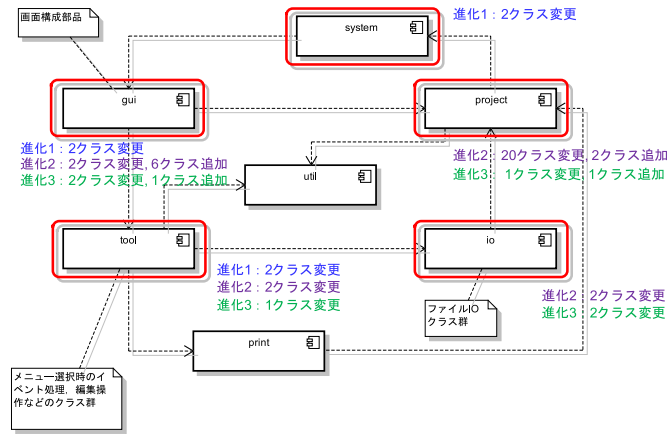 画面構成部品
system
進化1：2クラス変更
gui
project
進化1：2クラス変更
進化2：2クラス変更, 6クラス追加
進化3：2クラス変更, 1クラス追加
進化2：20クラス変更, 2クラス追加
進化3： 1クラス変更, 1クラス追加
util
tool
io
進化1：2クラス変更
進化2：2クラス変更
進化3：1クラス変更
進化2：2クラス変更
進化3：2クラス変更
ファイルIO
クラス群
print
メニュー選択時のイ
ベント処理，編集操
作などのクラス群